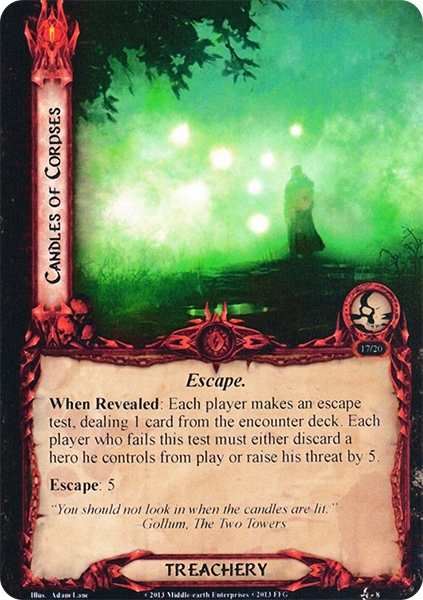 CANDLES OF CORPSES
17/20
Escape.
When Revealed: Each player makes an escape
test, dealing 1 card from the encounter deck. Each
player who fails this test must either discard a
hero he controls from play or raise his threat by 5.
Escape: 5
“You should not look in when the candles are lit.”
-Gollum, The Two Towers
TREACHERY
Illus. Adam Lane
©2013 Middle-earth Enterprises • 2013 FFG
- 8